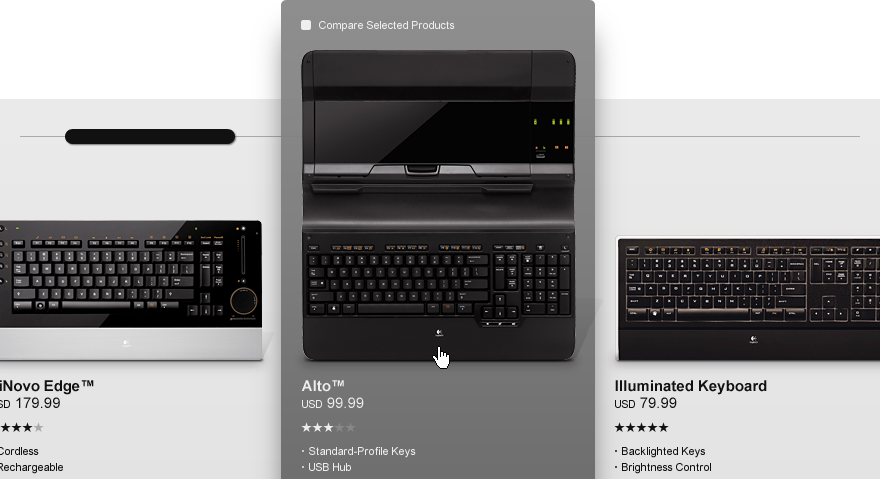 Compare Selected Products
iNovo Edge™
SD 179.99
Cordless
Rechargeable
Alto™
USD 99.99
· Standard-Profile Keys
· USB Hub
Illuminated Keyboard
USD 79.99
· Backlighted Keys
· Brightness Control